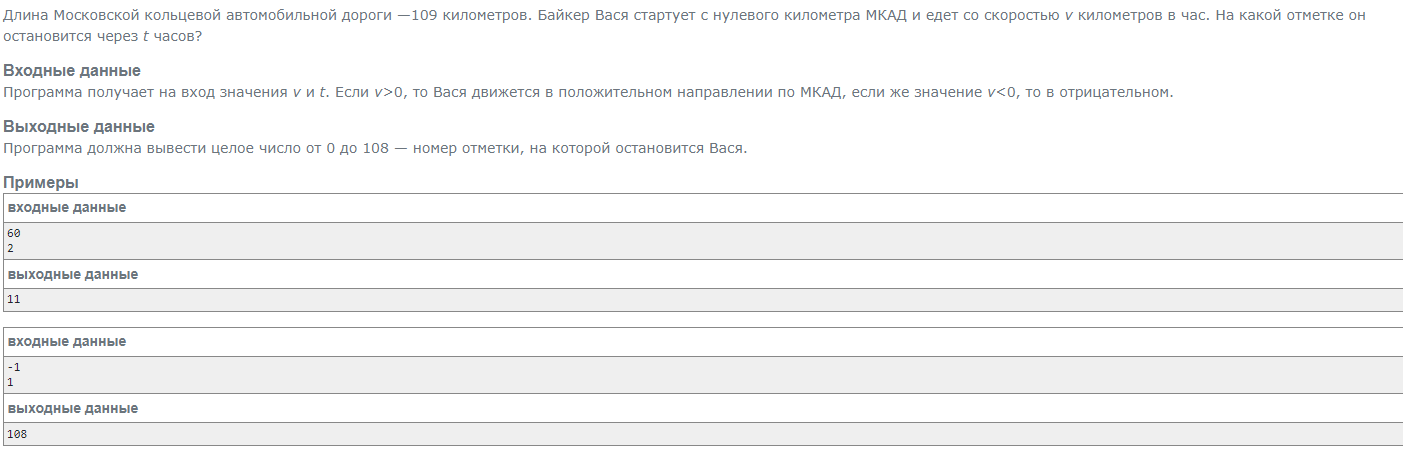 Длина Московской кольцевой автомобильной дороги —109 километров. Байкер Вася стартует с нулевого километра МКАД и едет со скоростью v километров в час. На какой отметке он
остановится через t часов?
Входные данные
Программа получает на вход значения v и t. Если v>0, то Вася движется в положительном направлении по МКАД, если же значение v<0, то в отрицательном.
Выходные данные
Программа должна вывести целое число от 0 до 108 — номер отметки, на которой остановится Вася.
Примеры
входные данные
60
2
выходные данные
11
входные данные
-1
1
выходные данные
108